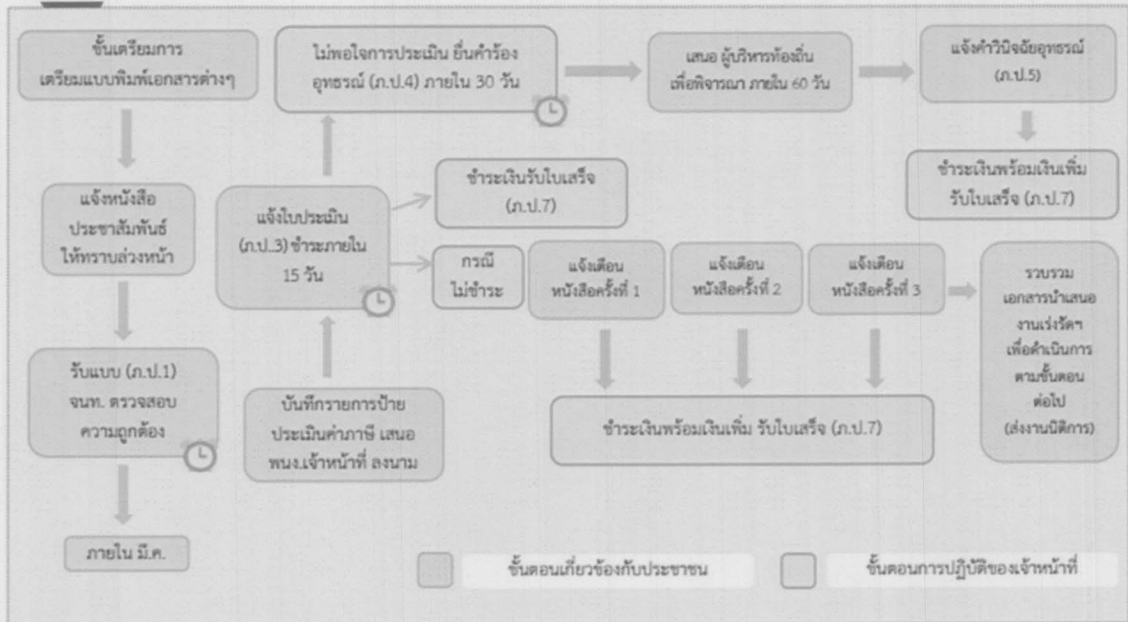 ขั้นเตรียมการ
เตรียมแบบพิมพ์เอกสารต่างๆ
แจ้งหนังสือ
ประชาสัมพันธ์
ให้ทราบล่วงหน้า
รับแบบ (ภ.ป.1)
จนท. ตรวจสอบ
ความถูกต้อง
ภายใน มี.ค.
บันทึกรายการป้าย
ประเมินค่าภาษี เสนอ
พนง.เจ้าหน้าที่ ลงนาม
แจ้งใบประเมิน
(ภ.ป..3) ชำระภายใน
15 วัน
ไม่พอใจการประเมิน ยื่นคำร้อง
อุทธรณ์ (ภ.ป.4) ภายใน 30 วัน
เสนอ ผู้บริหารท้องถิ่น
เพื่อพิจารณา ภายใน 60 วัน
แจ้งคำวินิจฉัยอุทธรณ์
(ภ.ป.5)
ชำระเงินพร้อมเงินเพิ่ม
รับใบเสร็จ (ภ.ป.7)
ชำระเงินรับใบเสร็จ
(ภ.ป.7)
กรณี
ไม่ชำระ
แจ้งเตือน
หนังสือครั้งที่ 1
แจ้งเตือน
หนังสือครั้งที่ 2
แจ้งเตือน
หนังสือครั้งที่ 3
ชำระเงินพร้อมเงินเพิ่ม รับใบเสร็จ (ภ.ป.7)
รวบรวม
เอกสารนำเสนอ
งานเร่งรัดฯ
เพื่อดำเนินการ
ตามขั้นตอน
ต่อไป
(ส่งงานนิติการ)
ขั้นตอนเกี่ยวข้องกับประชาชน
ขั้นตอนการปฏิบัติของเจ้าหน้าที่